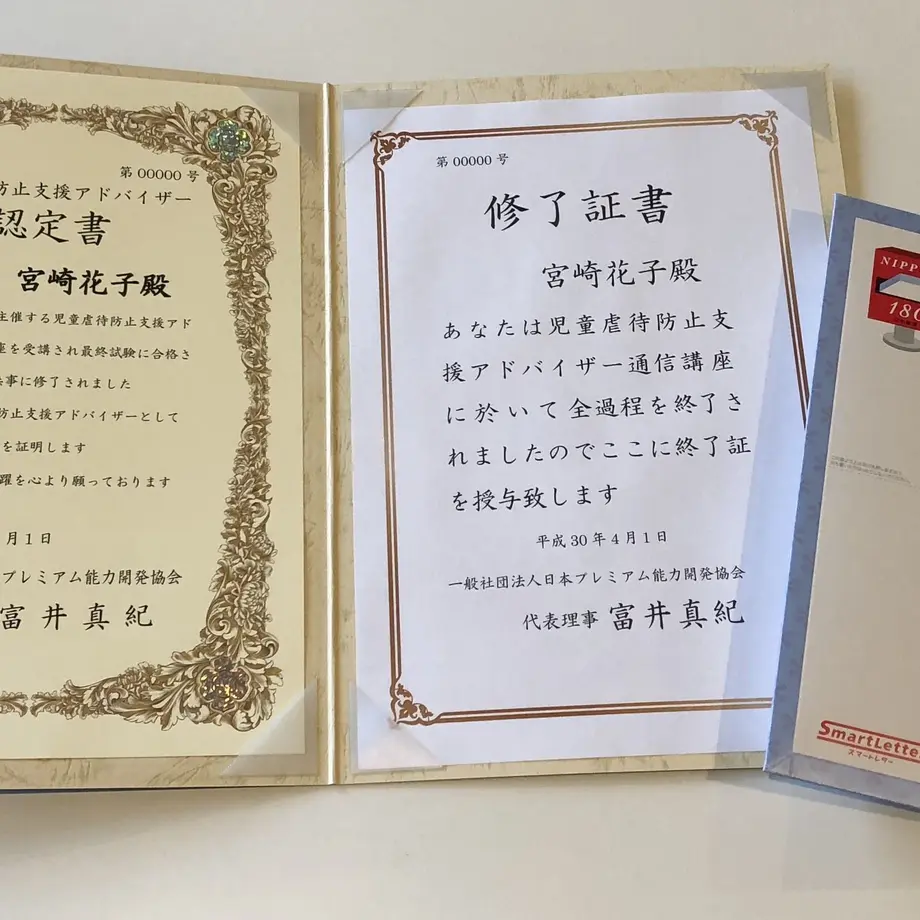 第 00000 号
防止支援アドバイザー
認定書
宮崎花子殿
主催する児童虐待防止支援アド
座を受講され最終試験に合格さ
事に修了されました
防止支援アドバイザーとして
を証明します
躍を心より願っております
月1日
プレミアム能力開発協会
富井真紀
第 00000 号
修了証書
宮崎花子殿
あなたは児童虐待防止支
援アドバイザー通信講座
に於いて全過程を終了さ
れましたのでここに終了証
を授与致します
平成30年4月1日
一般社団法人日本プレミアム能力開発協会
代表理事 富井真紀
NIPP
180
SmartLette
スマートレター